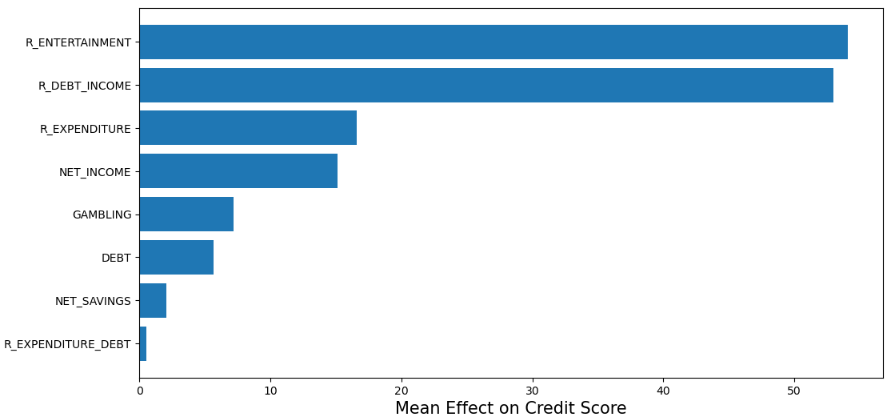 R_ENTERTAINMENT
R_DEBT_INCOME
R_EXPENDITURE
NET_INCOME
GAMBLING
DEBT
NET_SAVINGS
R_EXPENDITURE_DEBT
0 10 20 30 40 50
Mean Effect on Credit Score